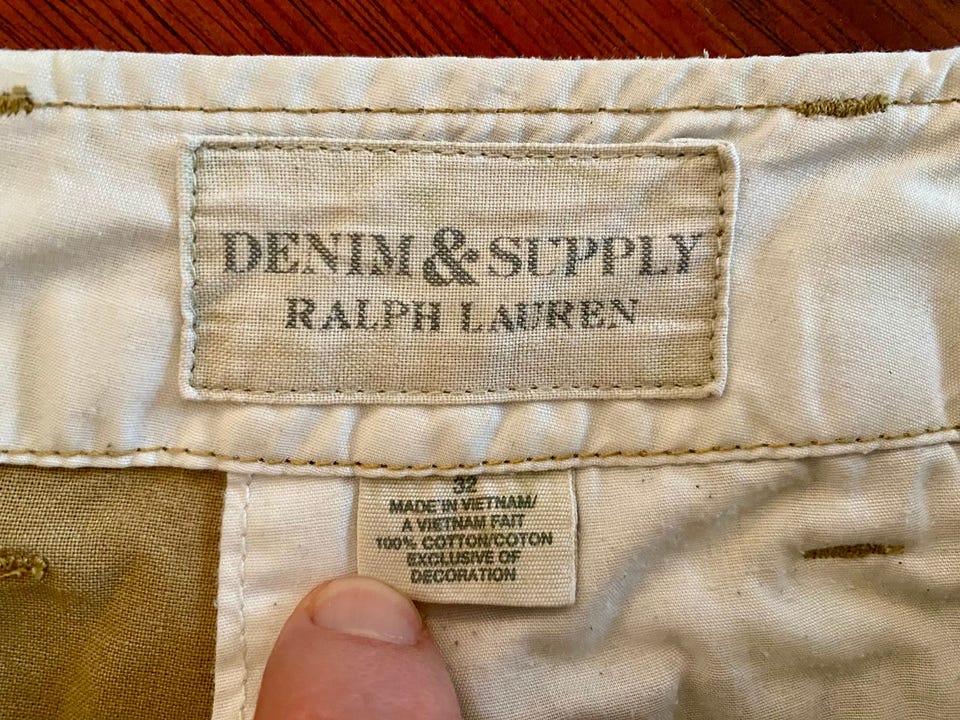 DENIM & SUPPLY
RALPH LAUREN
32
MADE IN VIETNAM/
A VIETNAM FAIT
100% COTTON/COTON
EXCLUSIVE OF
DECORATION